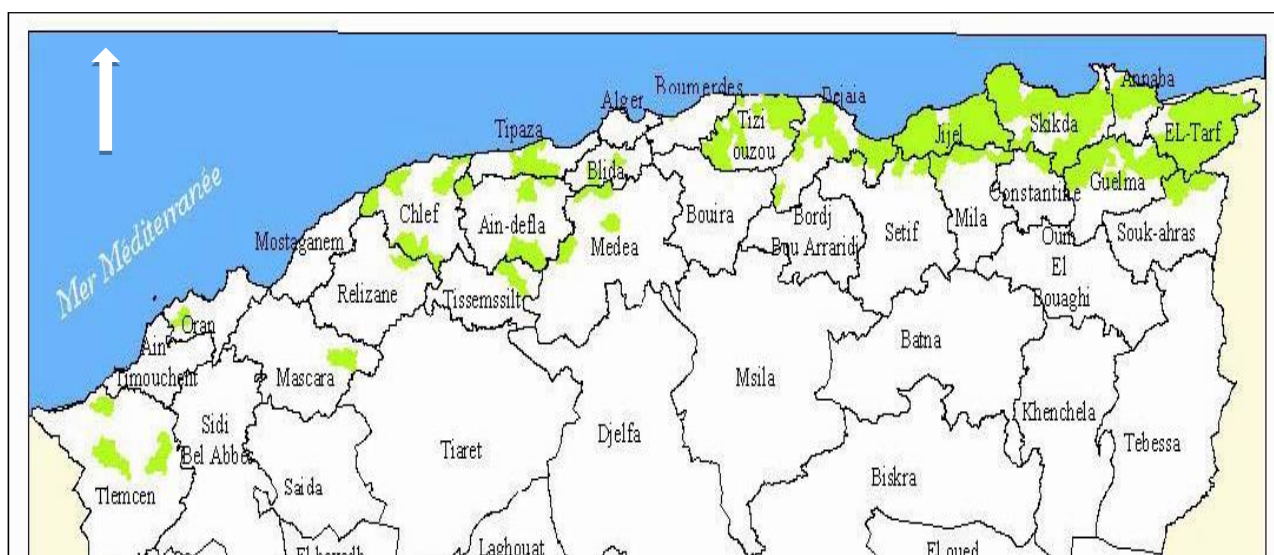 Annaba
Boumerdes
Bejaia
Alger
Tizi
ouzou
Tipaza
Jijel
Skikda
EL-Tarf
Blida
Mer Méditerranée
Chlef
Ain-defla
Medea
Bouira
Bordj
Bou Arraridj
Setif
Mila
Constantine
Guelma
Souk-ahras
Mostaganem
Oum
El
Bouaghi
Relizane
Tissemssilt
Oran
Ain
Timouchent
Mascara
Batna
Msila
Khenchela
Sidi
Bel Abbes
Djelfa
Tiaret
Tebessa
Biskra
Saida
Tlemcen
Laghouat
El oued
El bayadh